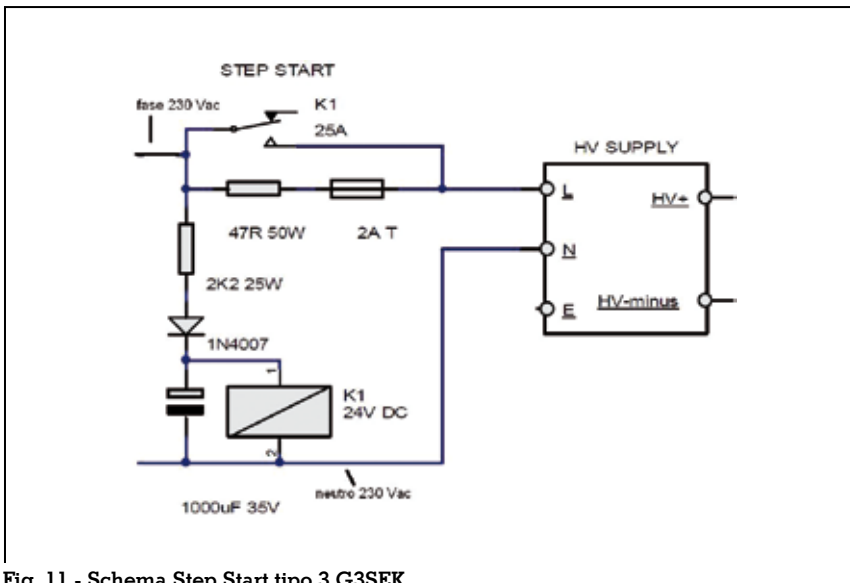 STEP START
fase 230 Vac
K1
25A
HV SUPPLY
L
HV+
47R 50W
2A T
N
2K2 25W
HV-minus
E
1N4007
1
K1
24V DC
2
neutro 230 Vac
1000uF 35V
Fig. 11 - Schema Step Start tipo 3 G3SEK